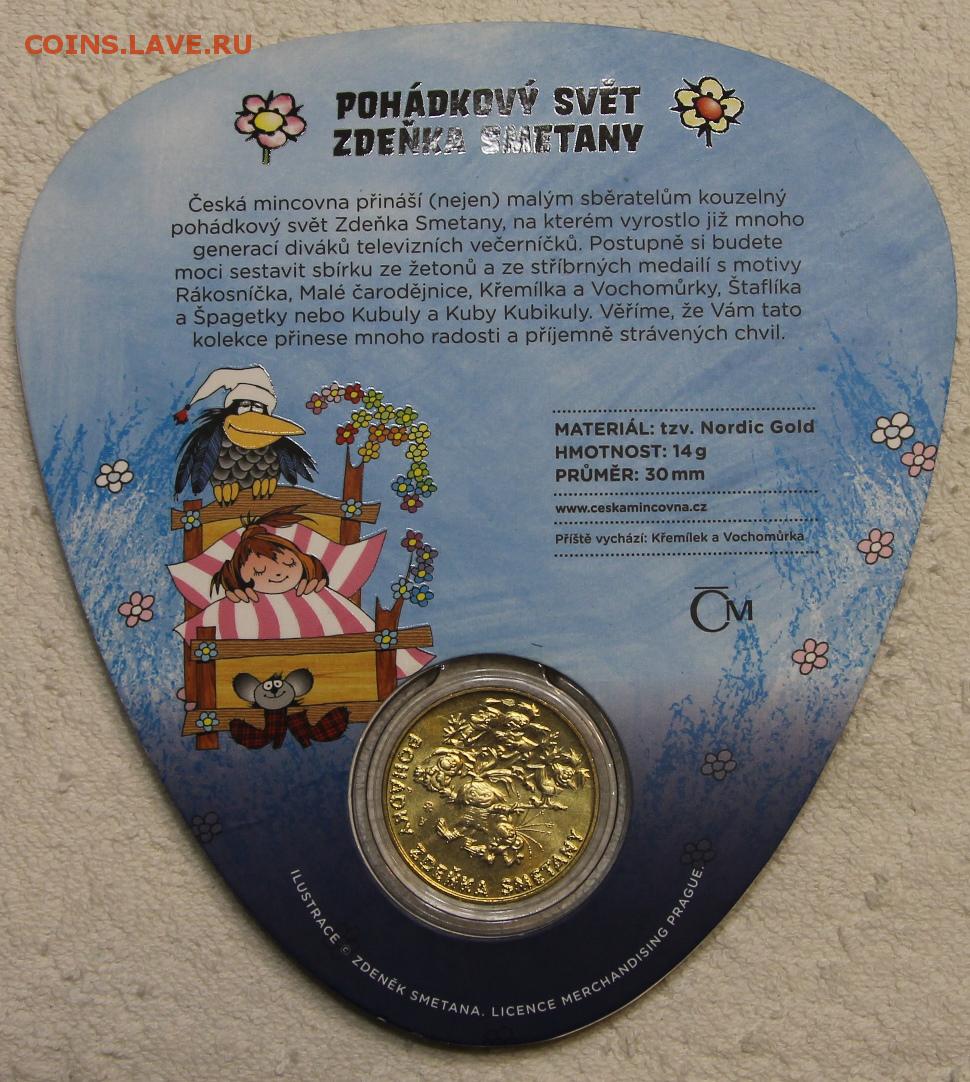 COINS.LAVE.RU
POHÁDKOVÝ SVĚT
ZDEŇKA SMETANY
Česká mincovna přináší (nejen) malým sběratelům kouzelný
pohádkový svět Zdeňka Smetany, na kterém vyrostlo již mnoho
generací diváků televizních večerníčků. Postupně si budete
moci sestavit sbírku ze žetonů a ze stříbrných medailí s motivy
Rákosníčka, Malé čarodějnice, Křemílka a Vochomůrky, Štaflíka
a Špagetky nebo Kubuly a Kuby Kubikuly. Věříme, že Vám tato
kolekce přinese mnoho radosti a příjemně strávených chvil.
MATERIÁL: tzv. Nordic Gold
HMOTNOST: 14 g
PRŮMĚR: 30 mm
www.ceskamincovna.cz
Příště vychází: Křemílek a Vochomůrka
ČM
POHÁDKY ZDEŇKA SMETANY
ILUSTRACE © ZDENĚK SMETANA. LICENCE MERCHANDISING PRAGUE.